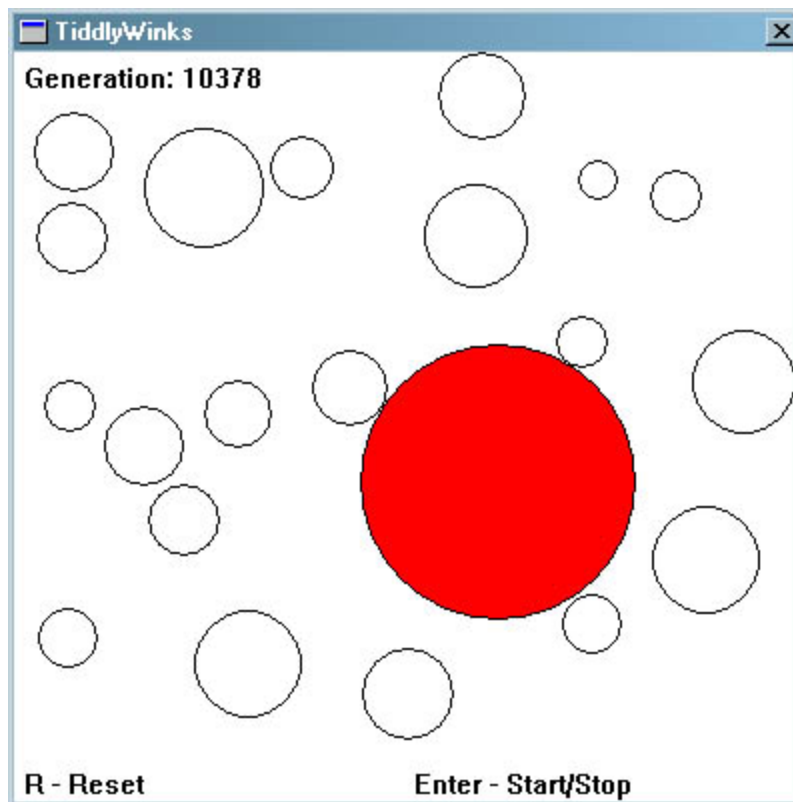 TiddlyWinks
Generation: 10378
R - Reset
Enter - Start/Stop